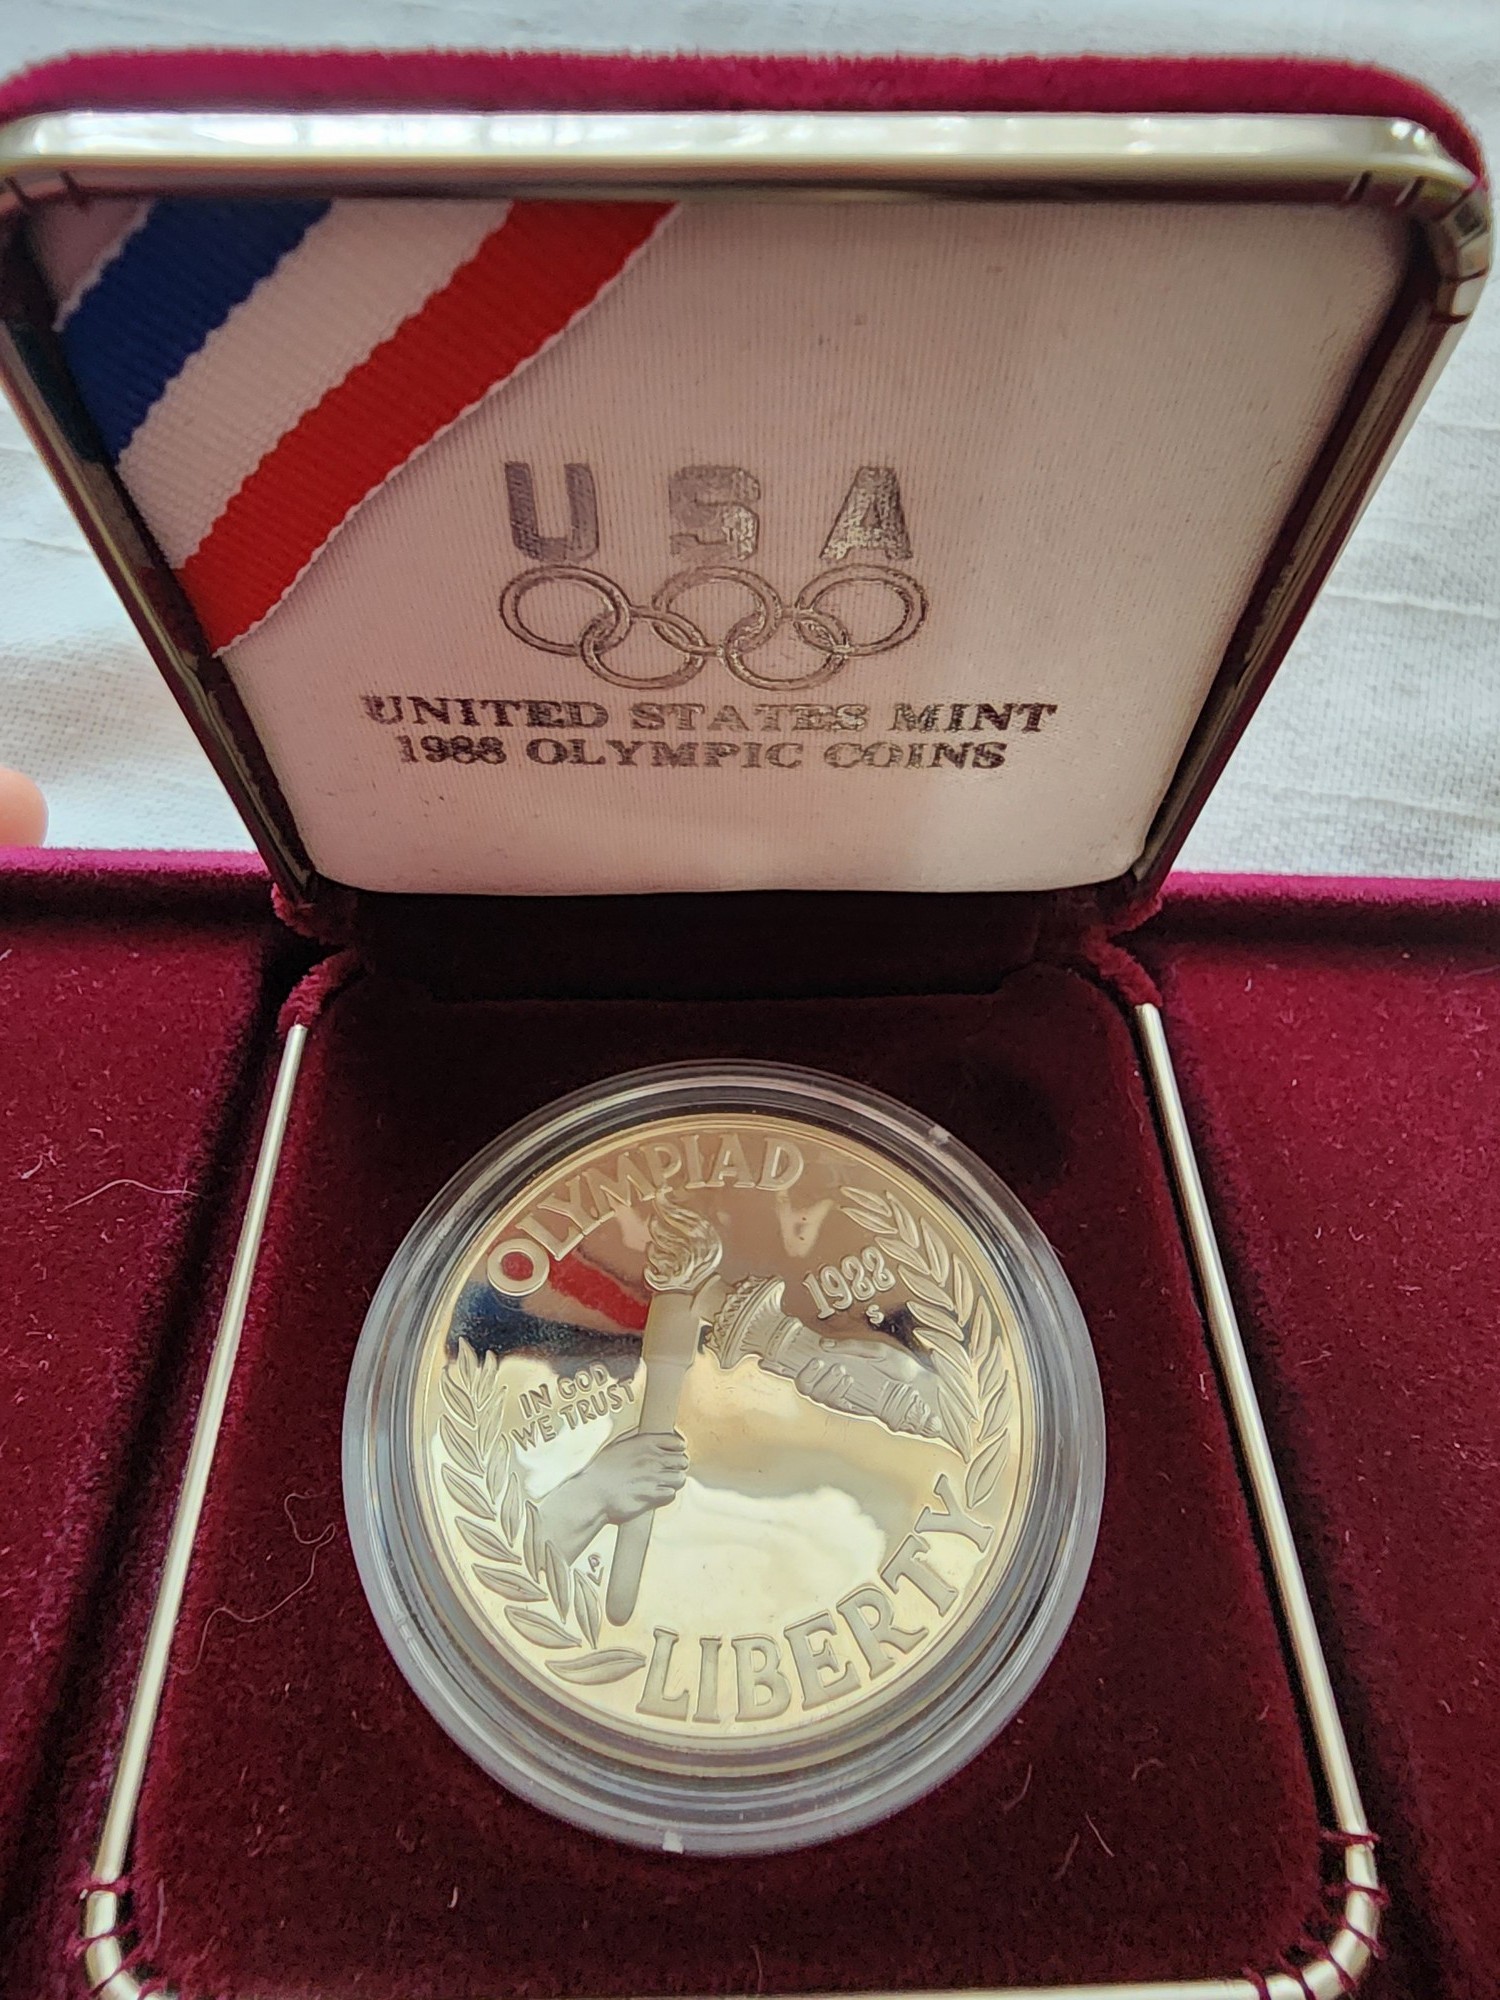 USA
UNITED STATES MINT
1988 OLYMPIC COINS
OLYMPIAD
1988
S
IN GOD
WE TRUST
P
V
LIBERTY